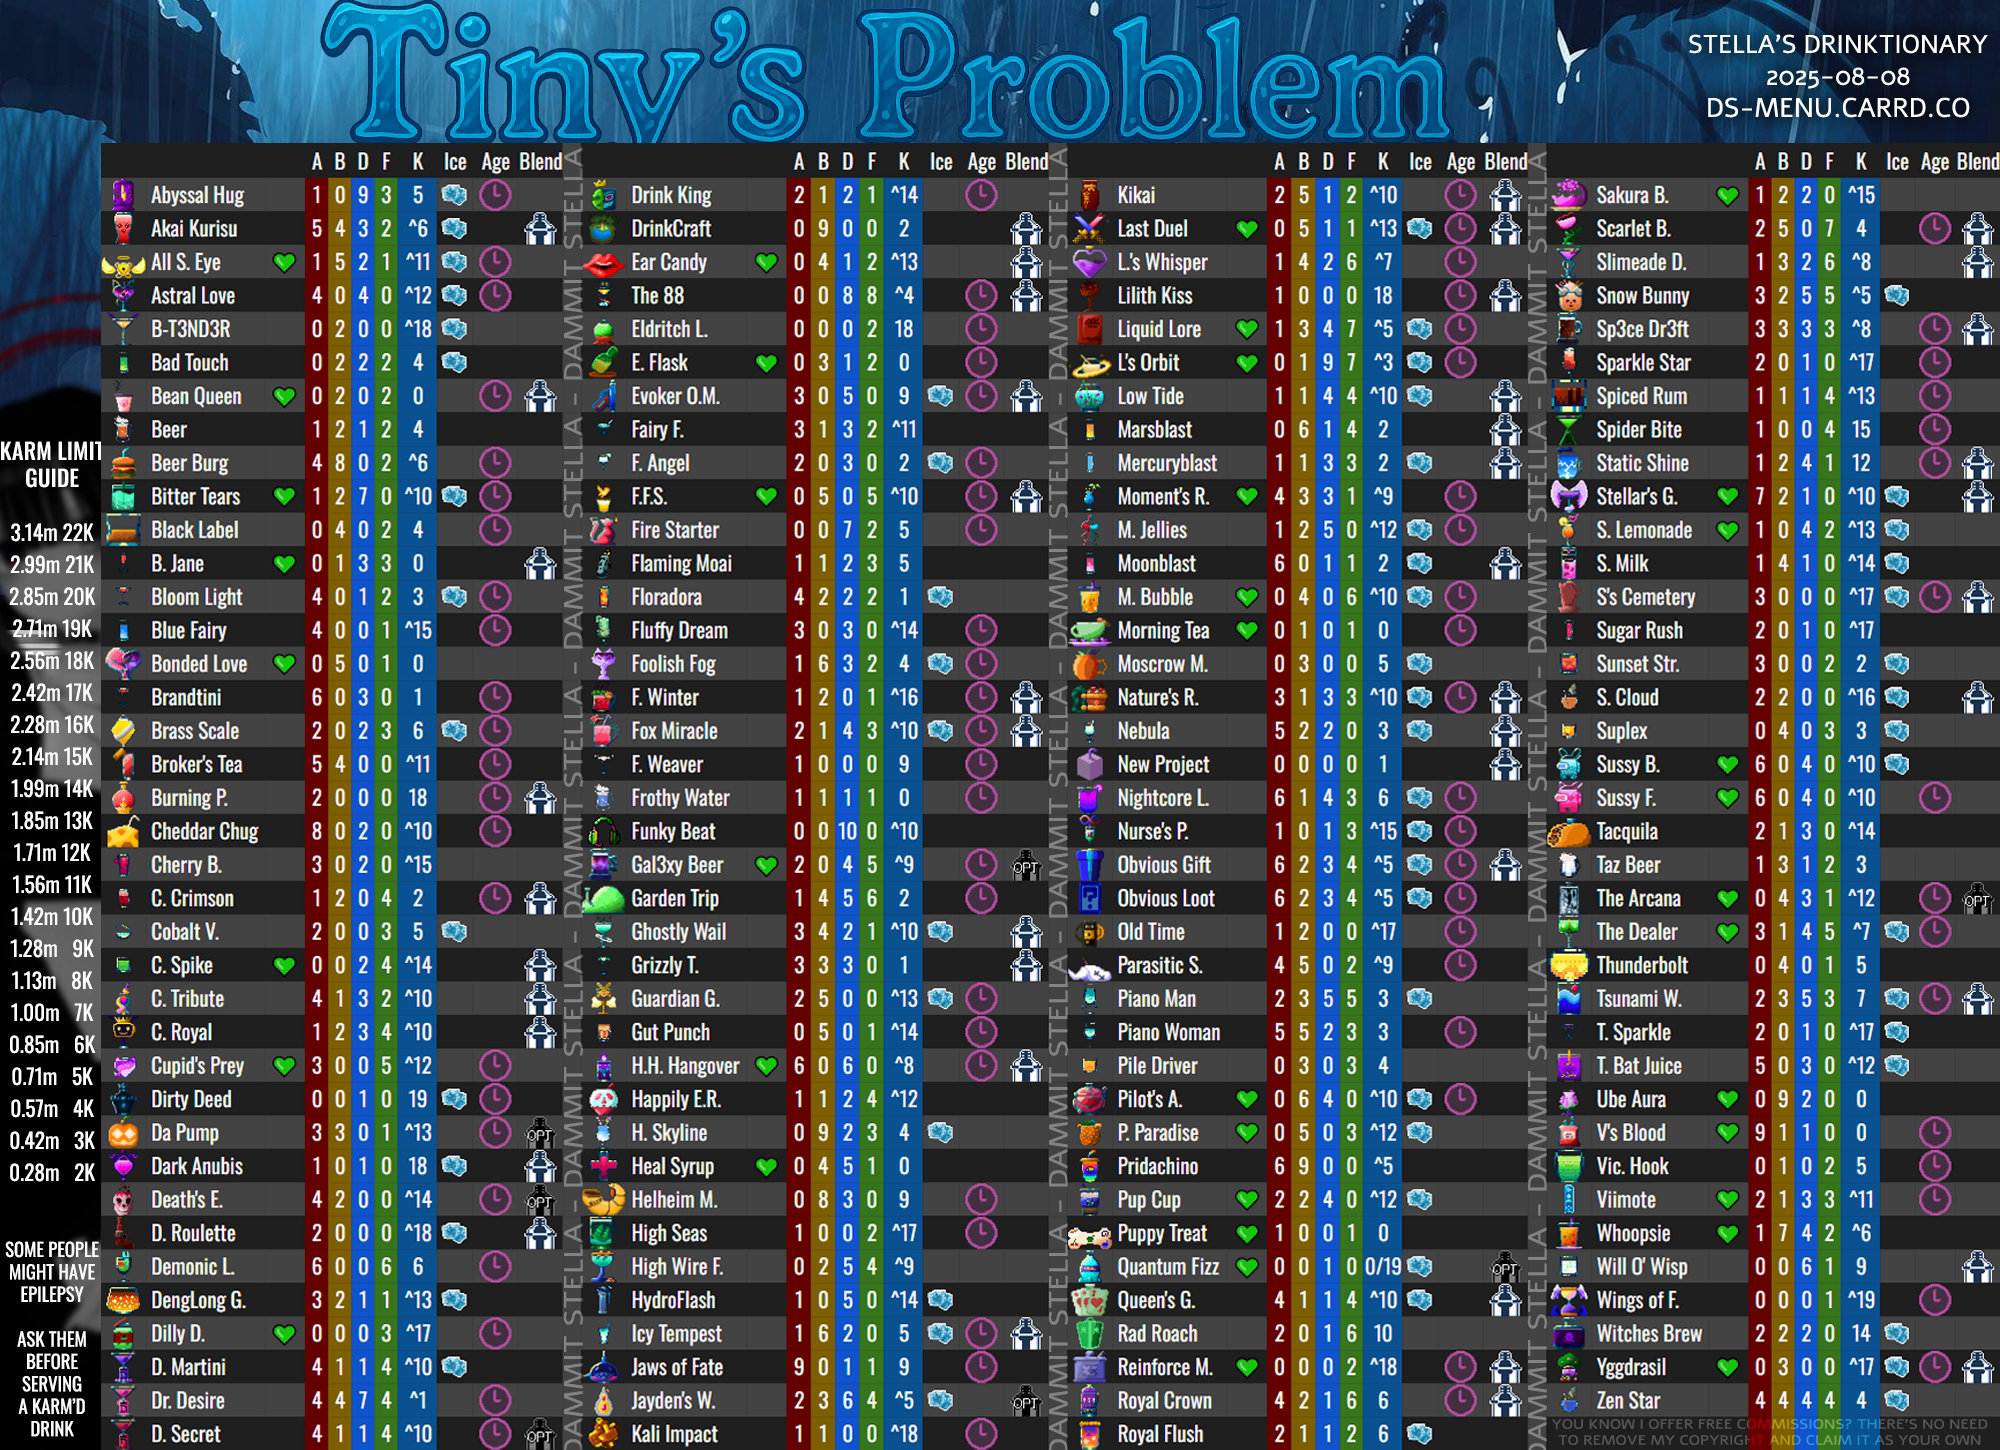 Tiny's Problem
STELLA'S DRINKTIONARY
2025-08-08
DS-MENU.CARRD.CO
KARM LIMIT
GUIDE
3.14m 22K
2.99m 21K
2.85m 20K
2.71m 19K
2.56m 18K
2.42m 17K
2.28m 16K
2.14m 15K
1.99m 14K
1.85m 13K
1.71m 12K
1.56m 11K
1.42m 10K
1.28m 9K
1.13m 8K
1.00m 7K
0.85m 6K
0.71m 5K
0.57m 4K
0.42m 3K
0.28m 2K
SOME PEOPLE
MIGHT HAVE
EPILEPSY
ASK THEM
BEFORE
SERVING
A KARM'D
DRINK
A B D F K Ice Age Blend
Abyssal Hug 1 0 9 3 5
Akai Kurisu 5 4 3 2 ^6
All S. Eye 1 5 2 1 ^11
Astral Love 4 0 4 0 ^12
B-T3ND3R 0 2 0 0 ^18
Bad Touch 0 2 2 2 4
Bean Queen 0 2 0 2 0
Beer 1 2 1 2 4
Beer Burg 4 8 0 2 ^6
Bitter Tears 1 2 7 0 ^10
Black Label 0 4 0 2 4
B. Jane 0 1 3 3 0
Bloom Light 4 0 1 2 3
Blue Fairy 4 0 0 1 ^15
Bonded Love 0 5 0 1 0
Brandtini 6 0 3 0 1
Brass Scale 2 0 2 3 6
Broker's Tea 5 4 0 0 ^11
Burning P. 2 0 0 0 18
Cheddar Chug 8 0 2 0 ^10
Cherry B. 3 0 2 0 ^15
C. Crimson 1 2 0 4 2
Cobalt V. 2 0 0 3 5
C. Spike 0 0 2 4 ^14
C. Tribute 4 1 3 2 ^10
C. Royal 1 2 3 4 ^10
Cupid's Prey 3 0 0 5 ^12
Dirty Deed 0 0 1 0 19
Da Pump 3 3 0 1 ^13 OPT
Dark Anubis 1 0 1 0 18
Death's E. 4 2 0 0 ^14 OPT
D. Roulette 2 0 0 0 ^18
Demonic L. 6 0 0 6 6
DengLong G. 3 2 1 1 ^13
Dilly D. 0 0 0 3 ^17
D. Martini 4 1 1 4 ^10
Dr. Desire 4 4 7 4 ^1
D. Secret 4 1 1 4 ^10 OPT
DAMMIT STELLA - DAMMIT STELLA - DAMMIT STELLA
A B D F K Ice Age Blend
Drink King 2 1 2 1 ^14
DrinkCraft 0 9 0 0 2
Ear Candy 0 4 1 2 ^13
The 88 0 0 8 8 ^4
Eldritch L. 0 0 0 2 18
E. Flask 0 3 1 2 0
Evoker O.M. 3 0 5 0 9
Fairy F. 3 1 3 2 ^11
F. Angel 2 0 3 0 2
F.F.S. 0 5 0 5 ^10
Fire Starter 0 0 7 2 5
Flaming Moai 1 1 2 3 5
Floradora 4 2 2 2 1
Fluffy Dream 3 0 3 0 ^14
Foolish Fog 1 6 3 2 4
F. Winter 1 2 0 1 ^16
Fox Miracle 2 1 4 3 ^10
F. Weaver 1 0 0 0 9
Frothy Water 1 1 1 1 0
Funky Beat 0 0 10 0 ^10
Gal3xy Beer 2 0 4 5 ^9 OPT
Garden Trip 1 4 5 6 2
Ghostly Wail 3 4 2 1 ^10
Grizzly T. 3 3 3 0 1
Guardian G. 2 5 0 0 ^13
Gut Punch 0 5 0 1 ^14
H.H. Hangover 6 0 6 0 ^8
Happily E.R. 1 1 2 4 ^12
H. Skyline 0 9 2 3 4
Heal Syrup 0 4 5 1 0
Helheim M. 0 8 3 0 9
High Seas 1 0 0 2 ^17
High Wire F. 0 2 5 4 ^9
HydroFlash 1 0 5 0 ^14
Icy Tempest 1 6 2 0 5
Jaws of Fate 9 0 1 1 9
Jayden's W. 2 3 6 4 ^5 OPT
Kali Impact 1 1 0 0 ^18
DAMMIT STELLA - DAMMIT STELLA - DAMMIT STELLA
A B D F K Ice Age Blend
Kikai 2 5 1 2 ^10
Last Duel 0 5 1 1 ^13
L.'s Whisper 1 4 2 6 ^7
Lilith Kiss 1 0 0 0 18
Liquid Lore 1 3 4 7 ^5
L's Orbit 0 1 9 7 ^3
Low Tide 1 1 4 4 ^10
Marsblast 0 6 1 4 2
Mercuryblast 1 1 3 3 2
Moment's R. 4 3 3 1 ^9
M. Jellies 1 2 5 0 ^12
Moonblast 6 0 1 1 2
M. Bubble 0 4 0 6 ^10
Morning Tea 0 1 0 1 0
Moscrow M. 0 3 0 0 5
Nature's R. 3 1 3 3 ^10
Nebula 5 2 2 0 3
New Project 0 0 0 0 1
Nightcore L. 6 1 4 3 6
Nurse's P. 1 0 1 3 ^15
Obvious Gift 6 2 3 4 ^5
Obvious Loot 6 2 3 4 ^5
Old Time 1 2 0 0 ^17
Parasitic S. 4 5 0 2 ^9
Piano Man 2 3 5 5 3
Piano Woman 5 5 2 3 3
Pile Driver 0 3 0 3 4
Pilot's A. 0 6 4 0 ^10
P. Paradise 0 5 0 3 ^12
Pridachino 6 9 0 0 ^5
Pup Cup 2 2 4 0 ^12
Puppy Treat 1 0 0 1 0
Quantum Fizz 0 0 1 0 0/19 OPT
Queen's G. 4 1 1 4 ^10
Rad Roach 2 0 1 6 10
Reinforce M. 0 0 0 2 ^18
Royal Crown 4 2 1 6 6
Royal Flush 2 1 1 2 6
DAMMIT STELLA - DAMMIT STELLA - DAMMIT STELLA
A B D F K Ice Age Blend
Sakura B. 1 2 2 0 ^15
Scarlet B. 2 5 0 7 4
Slimeade D. 1 3 2 6 ^8
Snow Bunny 3 2 5 5 ^5
Sp3ce Dr3ft 3 3 3 3 ^8
Sparkle Star 2 0 1 0 ^17
Spiced Rum 1 1 1 4 ^13
Spider Bite 1 0 0 4 15
Static Shine 1 2 4 1 12
Stellar's G. 7 2 1 0 ^10
S. Lemonade 1 0 4 2 ^13
S. Milk 1 4 1 0 ^14
S's Cemetery 3 0 0 0 ^17
Sugar Rush 2 0 1 0 ^17
Sunset Str. 3 0 0 2 2
S. Cloud 2 2 0 0 ^16
Suplex 0 4 0 3 3
Sussy B. 6 0 4 0 ^10
Sussy F. 6 0 4 0 ^10
Tacquila 2 1 3 0 ^14
Taz Beer 1 3 1 2 3
The Arcana 0 4 3 1 ^12 OPT
The Dealer 3 1 4 5 ^7
Thunderbolt 0 4 0 1 5
Tsunami W. 2 3 5 3 7
T. Sparkle 2 0 1 0 ^17
T. Bat Juice 5 0 3 0 ^12
Ube Aura 0 9 2 0 0
V's Blood 9 1 1 0 0
Vic. Hook 0 1 0 2 5
Viimote 2 1 3 3 ^11
Whoopsie 1 7 4 2 ^6
Will O' Wisp 0 0 6 1 9
Wings of F. 0 0 0 1 ^19
Witches Brew 2 2 2 0 14
Yggdrasil 0 3 0 0 ^17
Zen Star 4 4 4 4 4
YOU KNOW I OFFER FREE COMMISSIONS? THERE'S NO NEED
TO REMOVE MY COPYRIGHT AND CLAIM IT AS YOUR OWN